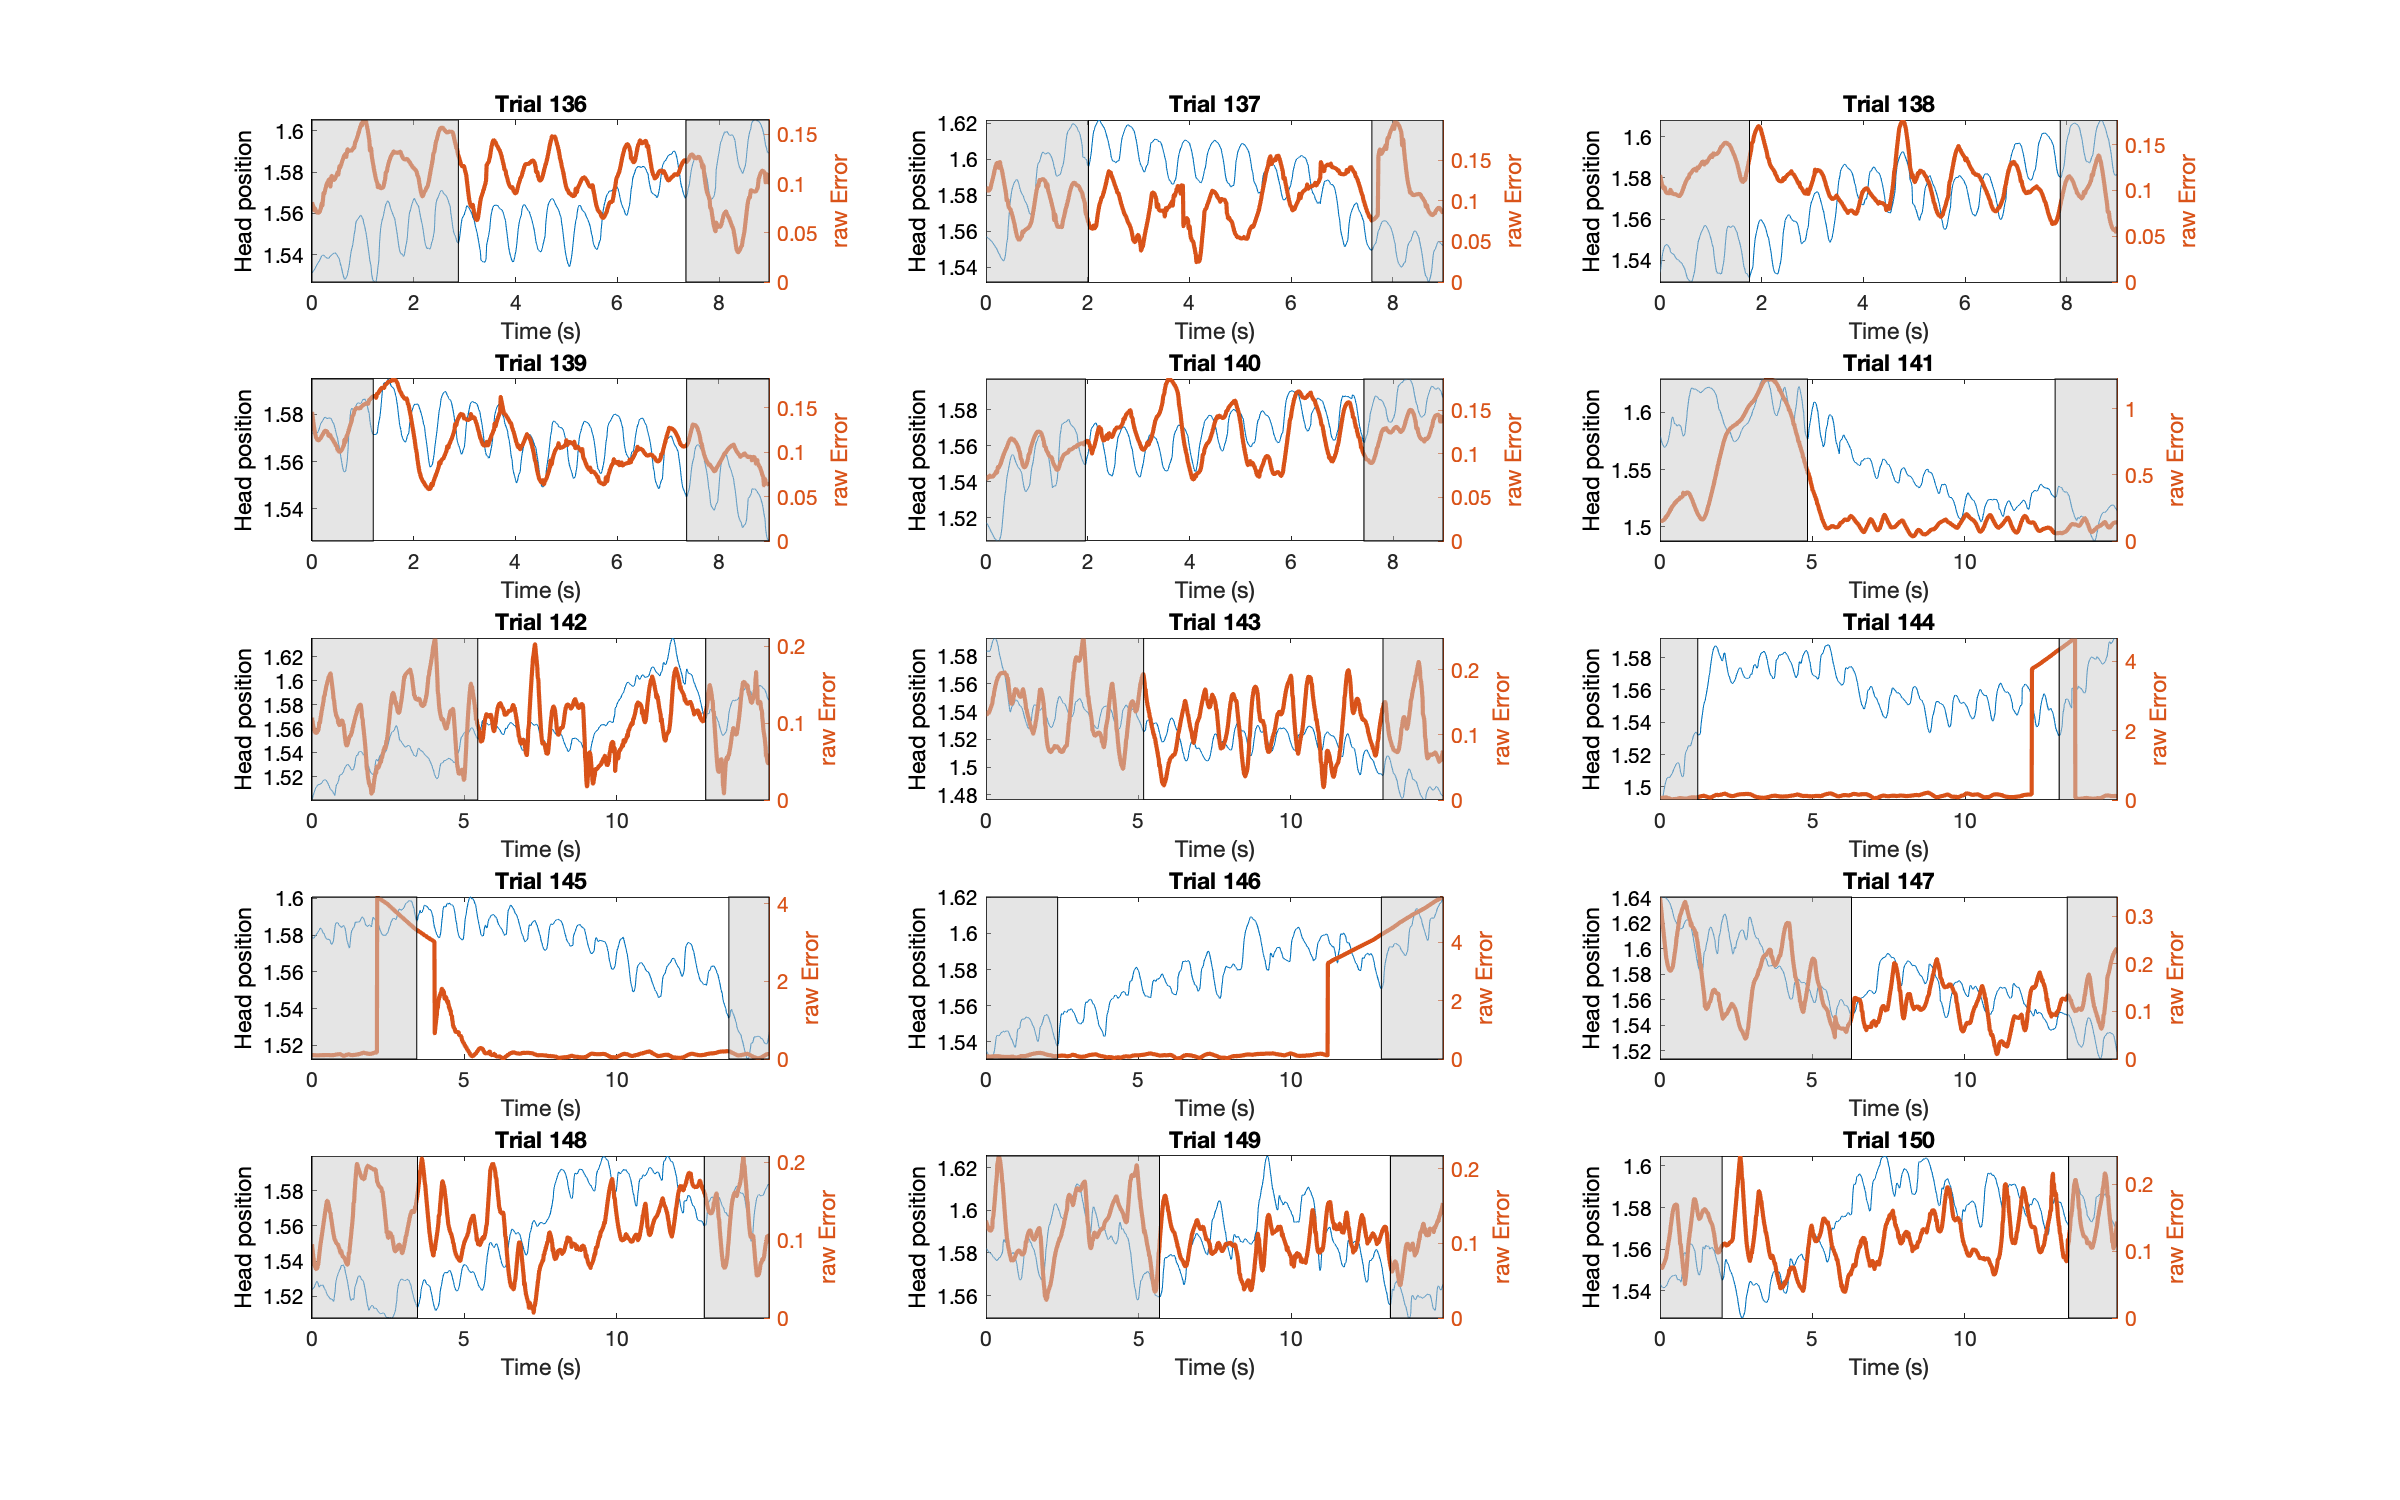 Trial 136
Head position
1.6
1.58
1.56
1.54
0.15
0.1
0.05
0
raw Error
0 2 4 6 8
Time (s)
Trial 137
Head position
1.62
1.6
1.58
1.56
1.54
0.15
0.1
0.05
0
raw Error
0 2 4 6 8
Time (s)
Trial 138
Head position
1.6
1.58
1.56
1.54
0.15
0.1
0.05
0
raw Error
0 2 4 6 8
Time (s)
Trial 139
Head position
1.58
1.56
1.54
0.15
0.1
0.05
0
raw Error
0 2 4 6 8
Time (s)
Trial 140
Head position
1.58
1.56
1.54
1.52
0.15
0.1
0.05
0
raw Error
0 2 4 6 8
Time (s)
Trial 141
Head position
1.6
1.55
1.5
1
0.5
0
raw Error
0 5 10
Time (s)
Trial 142
Head position
1.62
1.6
1.58
1.56
1.54
1.52
0.2
0.1
0
raw Error
0 5 10
Time (s)
Trial 143
Head position
1.58
1.56
1.54
1.52
1.5
1.48
0.2
0.1
0
raw Error
0 5 10
Time (s)
Trial 144
Head position
1.58
1.56
1.54
1.52
1.5
4
2
0
raw Error
0 5 10
Time (s)
Trial 145
Head position
1.6
1.58
1.56
1.54
1.52
4
2
0
raw Error
0 5 10
Time (s)
Trial 146
Head position
1.62
1.6
1.58
1.56
1.54
4
2
0
raw Error
0 5 10
Time (s)
Trial 147
Head position
1.64
1.62
1.6
1.58
1.56
1.54
1.52
0.3
0.2
0.1
0
raw Error
0 5 10
Time (s)
Trial 148
Head position
1.58
1.56
1.54
1.52
0.2
0.1
0
raw Error
0 5 10
Time (s)
Trial 149
Head position
1.62
1.6
1.58
1.56
0.2
0.1
0
raw Error
0 5 10
Time (s)
Trial 150
Head position
1.6
1.58
1.56
1.54
0.2
0.1
0
raw Error
0 5 10
Time (s)